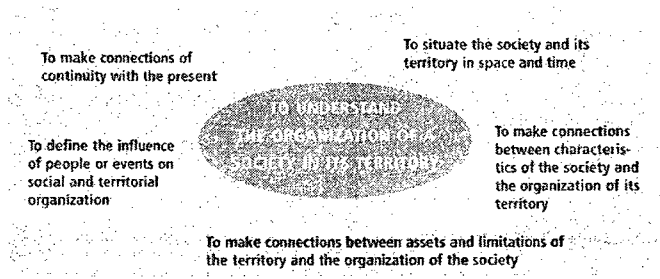 To make connections of
continuity with the present
To situate the society and its
territory in space and time
TO UNDERSTAND
THE ORGANIZATION OF A
SOCIETY IN ITS TERRITORY
To define the influence
of people or events on
social and territorial
organization
To make connections
between characteris-
tics of the society and
the organization of its
territory
To make connections between assets and limitations of
the territory and the organization of the society